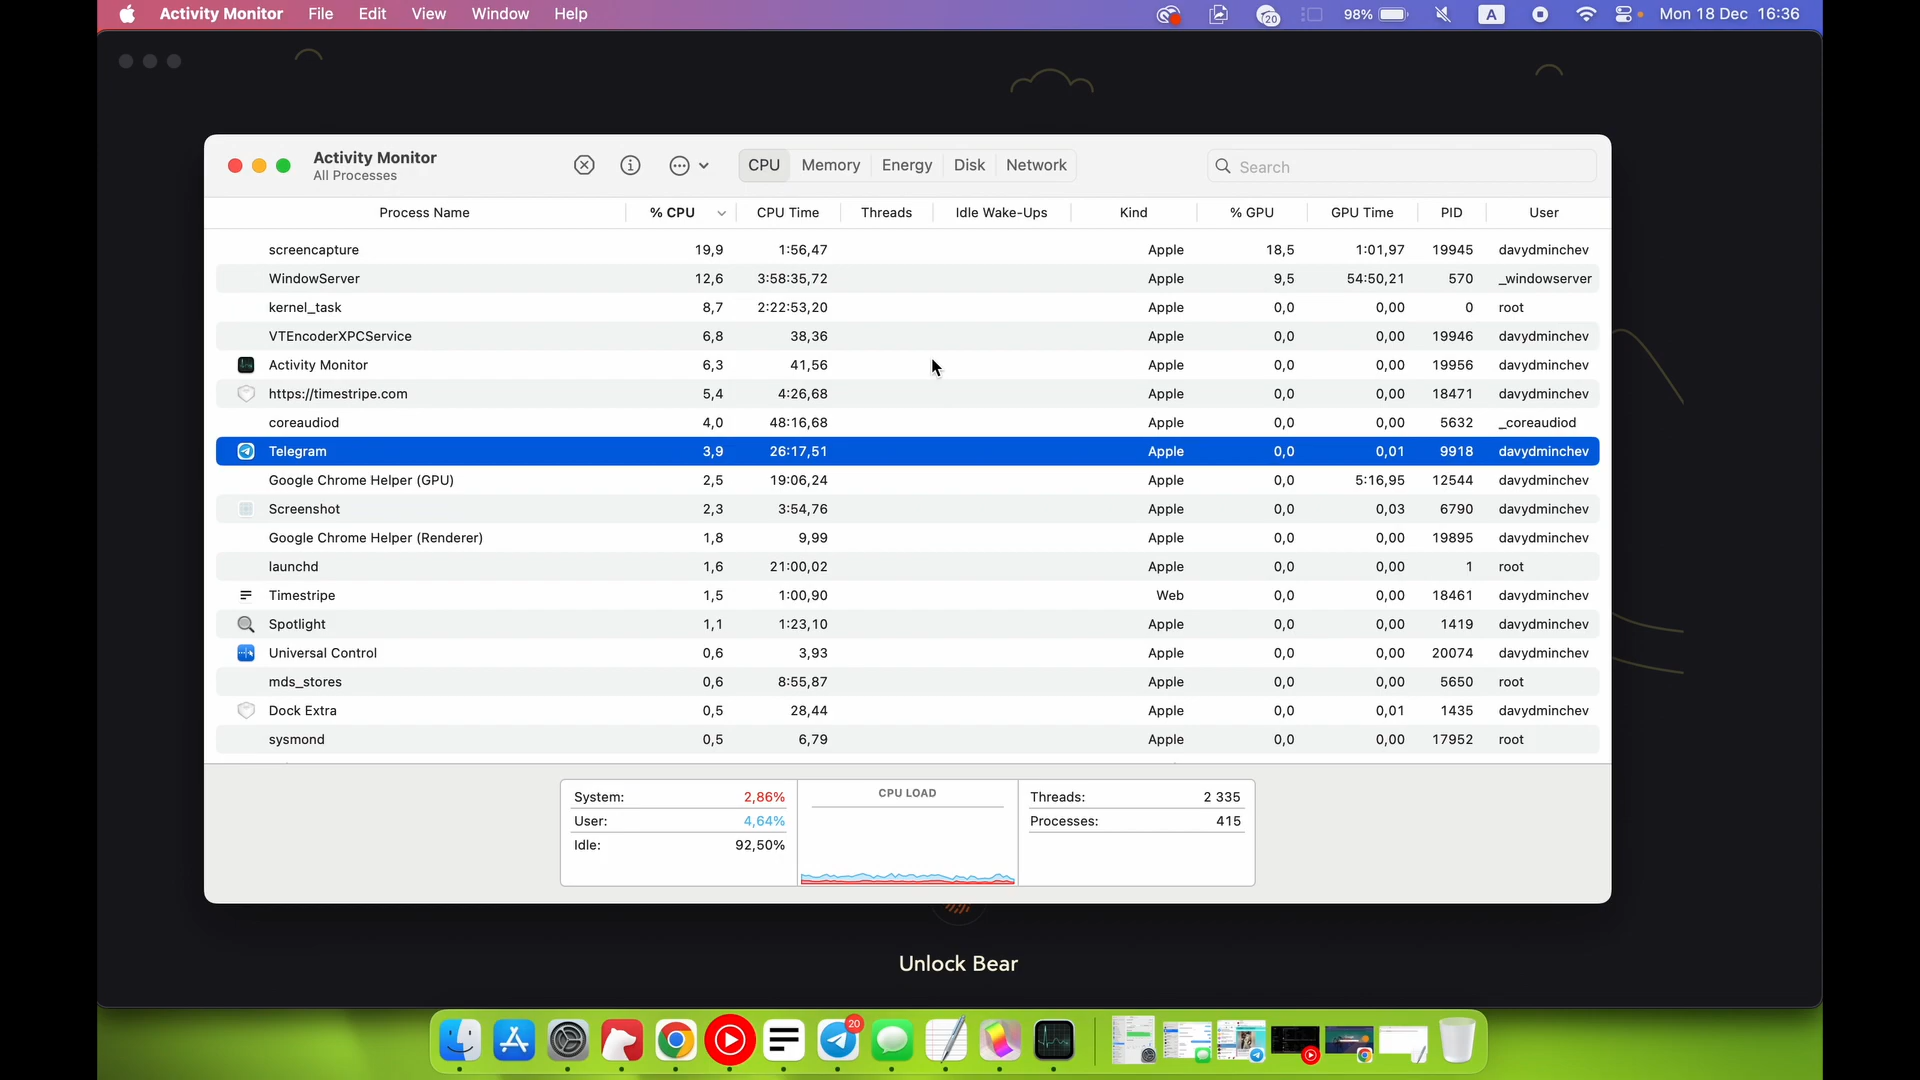 Activity Monitor File Edit View Window Help 20 98% A Mon 18 Dec 16:36
Activity Monitor
All Processes
CPU Memory Energy Disk Network Search
Process Name % CPU CPU Time Threads Idle Wake-Ups Kind % GPU GPU Time PID User
screencapture 19,9 1:56,47 Apple 18,5 1:01,97 19945 davydminchev
WindowServer 12,6 3:58:35,72 Apple 9,5 54:50,21 570 _windowserver
kernel_task 8,7 2:22:53,20 Apple 0,0 0,00 0 root
VTEncoderXPCService 6,8 38,36 Apple 0,0 0,00 19946 davydminchev
Activity Monitor 6,3 41,56 Apple 0,0 0,00 19956 davydminchev
https://timestripe.com 5,4 4:26,68 Apple 0,0 0,00 18471 davydminchev
coreaudiod 4,0 48:16,68 Apple 0,0 0,00 5632 _coreaudiod
Telegram 3,9 26:17,51 Apple 0,0 0,01 9918 davydminchev
Google Chrome Helper (GPU) 2,5 19:06,24 Apple 0,0 5:16,95 12544 davydminchev
Screenshot 2,3 3:54,76 Apple 0,0 0,03 6790 davydminchev
Google Chrome Helper (Renderer) 1,8 9,99 Apple 0,0 0,00 19895 davydminchev
launchd 1,6 21:00,02 Apple 0,0 0,00 1 root
Timestripe 1,5 1:00,90 Web 0,0 0,00 18461 davydminchev
Spotlight 1,1 1:23,10 Apple 0,0 0,00 1419 davydminchev
Universal Control 0,6 3,93 Apple 0,0 0,00 20074 davydminchev
mds_stores 0,6 8:55,87 Apple 0,0 0,00 5650 root
Dock Extra 0,5 28,44 Apple 0,0 0,01 1435 davydminchev
sysmond 0,5 6,79 Apple 0,0 0,00 17952 root
System: 2,86% CPU LOAD Threads: 2 335
User: 4,64% Processes: 415
Idle: 92,50%
Unlock Bear
20